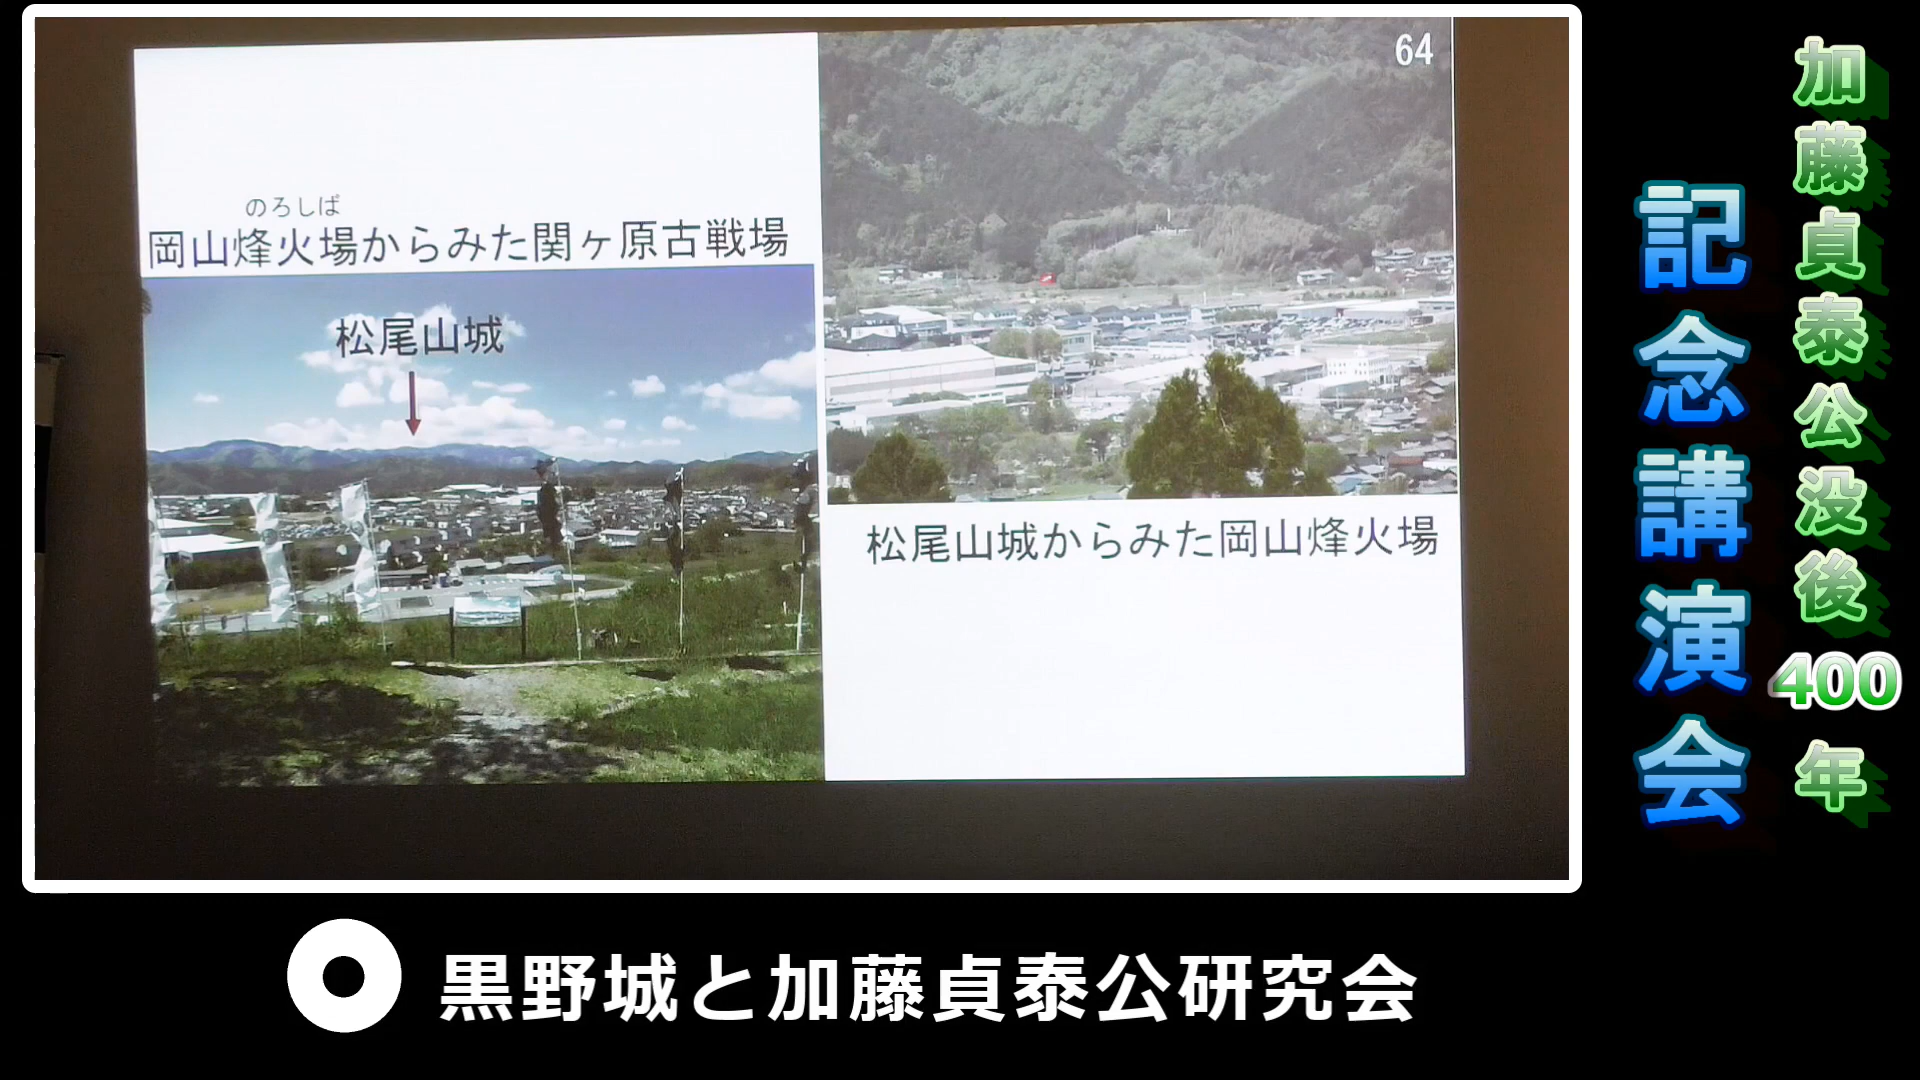 64
のろしば
岡山烽火場からみた関ヶ原古戦場
松尾山城
松尾山城からみた岡山烽火場
加藤貞泰公没後400年
記念講演会
黒野城と加藤貞泰公研究会